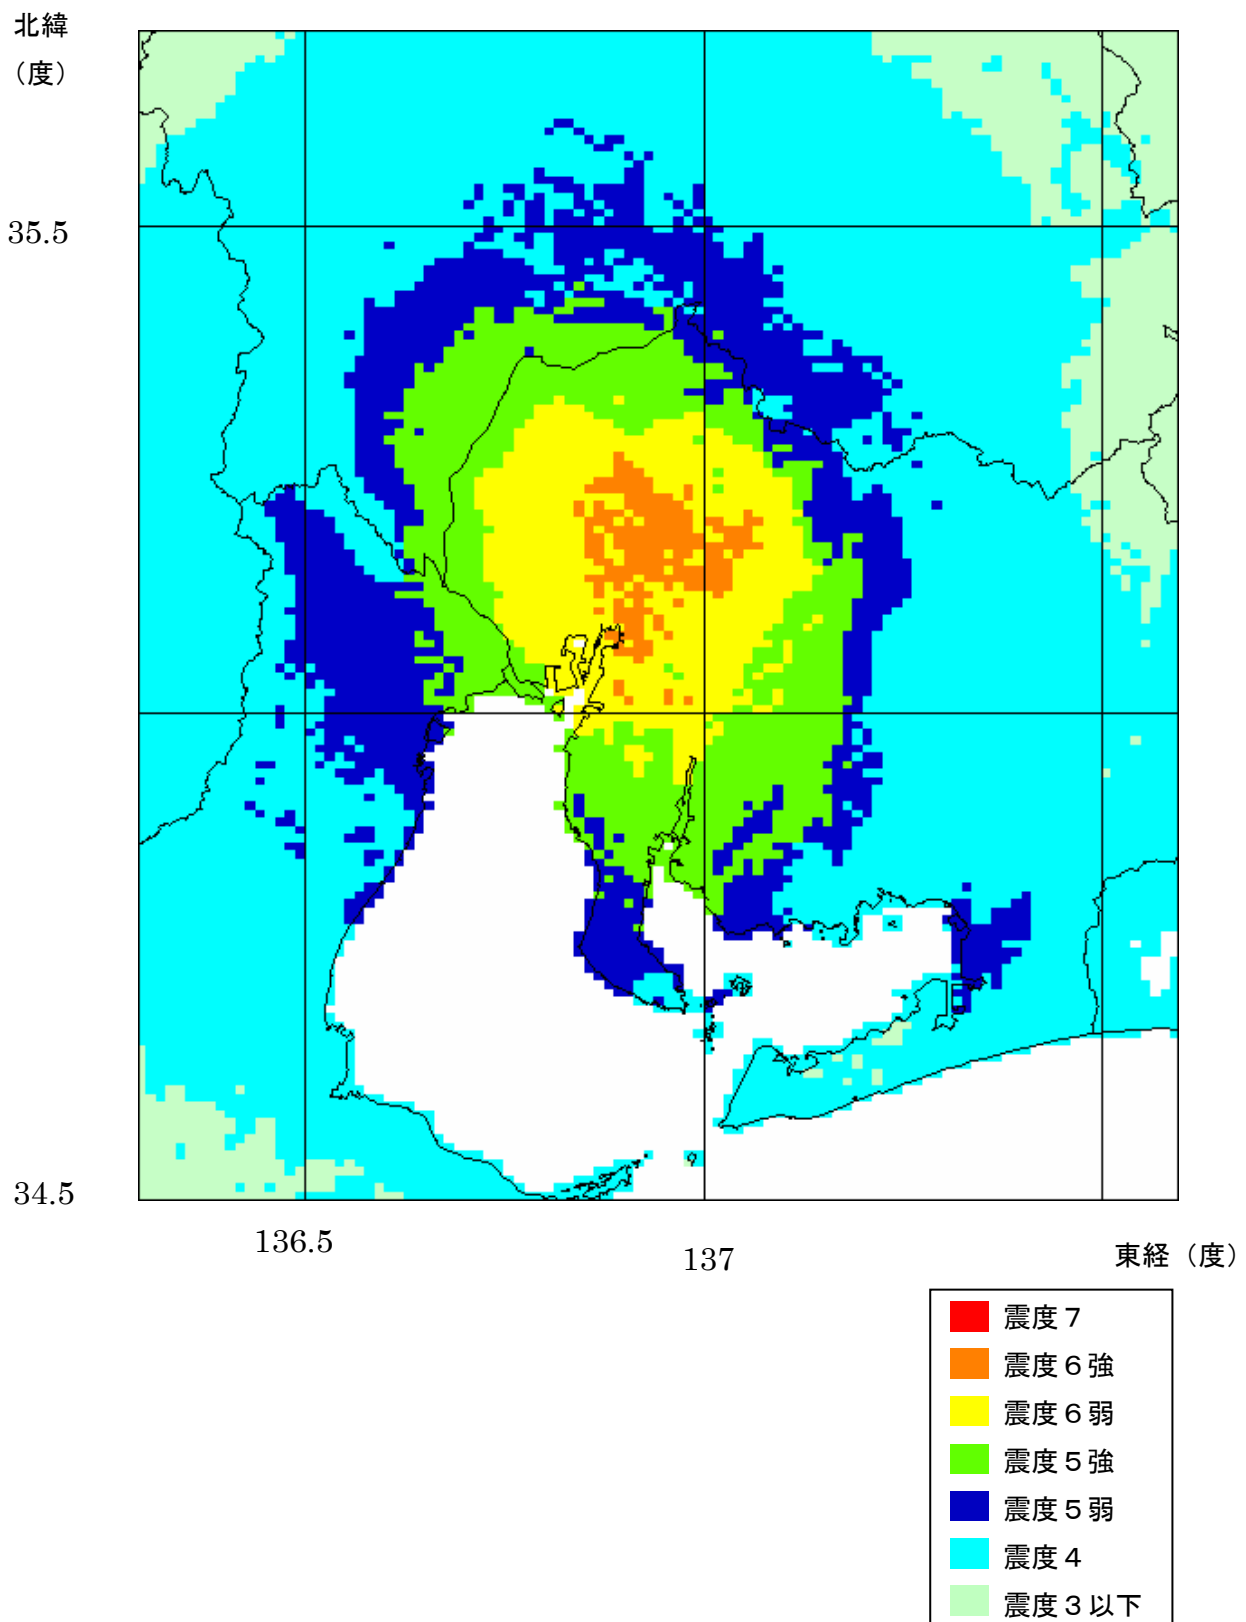 北緯
（度）
35.5
34.5
136.5
137
東経（度）
震度７
震度６強
震度６弱
震度５強
震度５弱
震度４
震度３以下